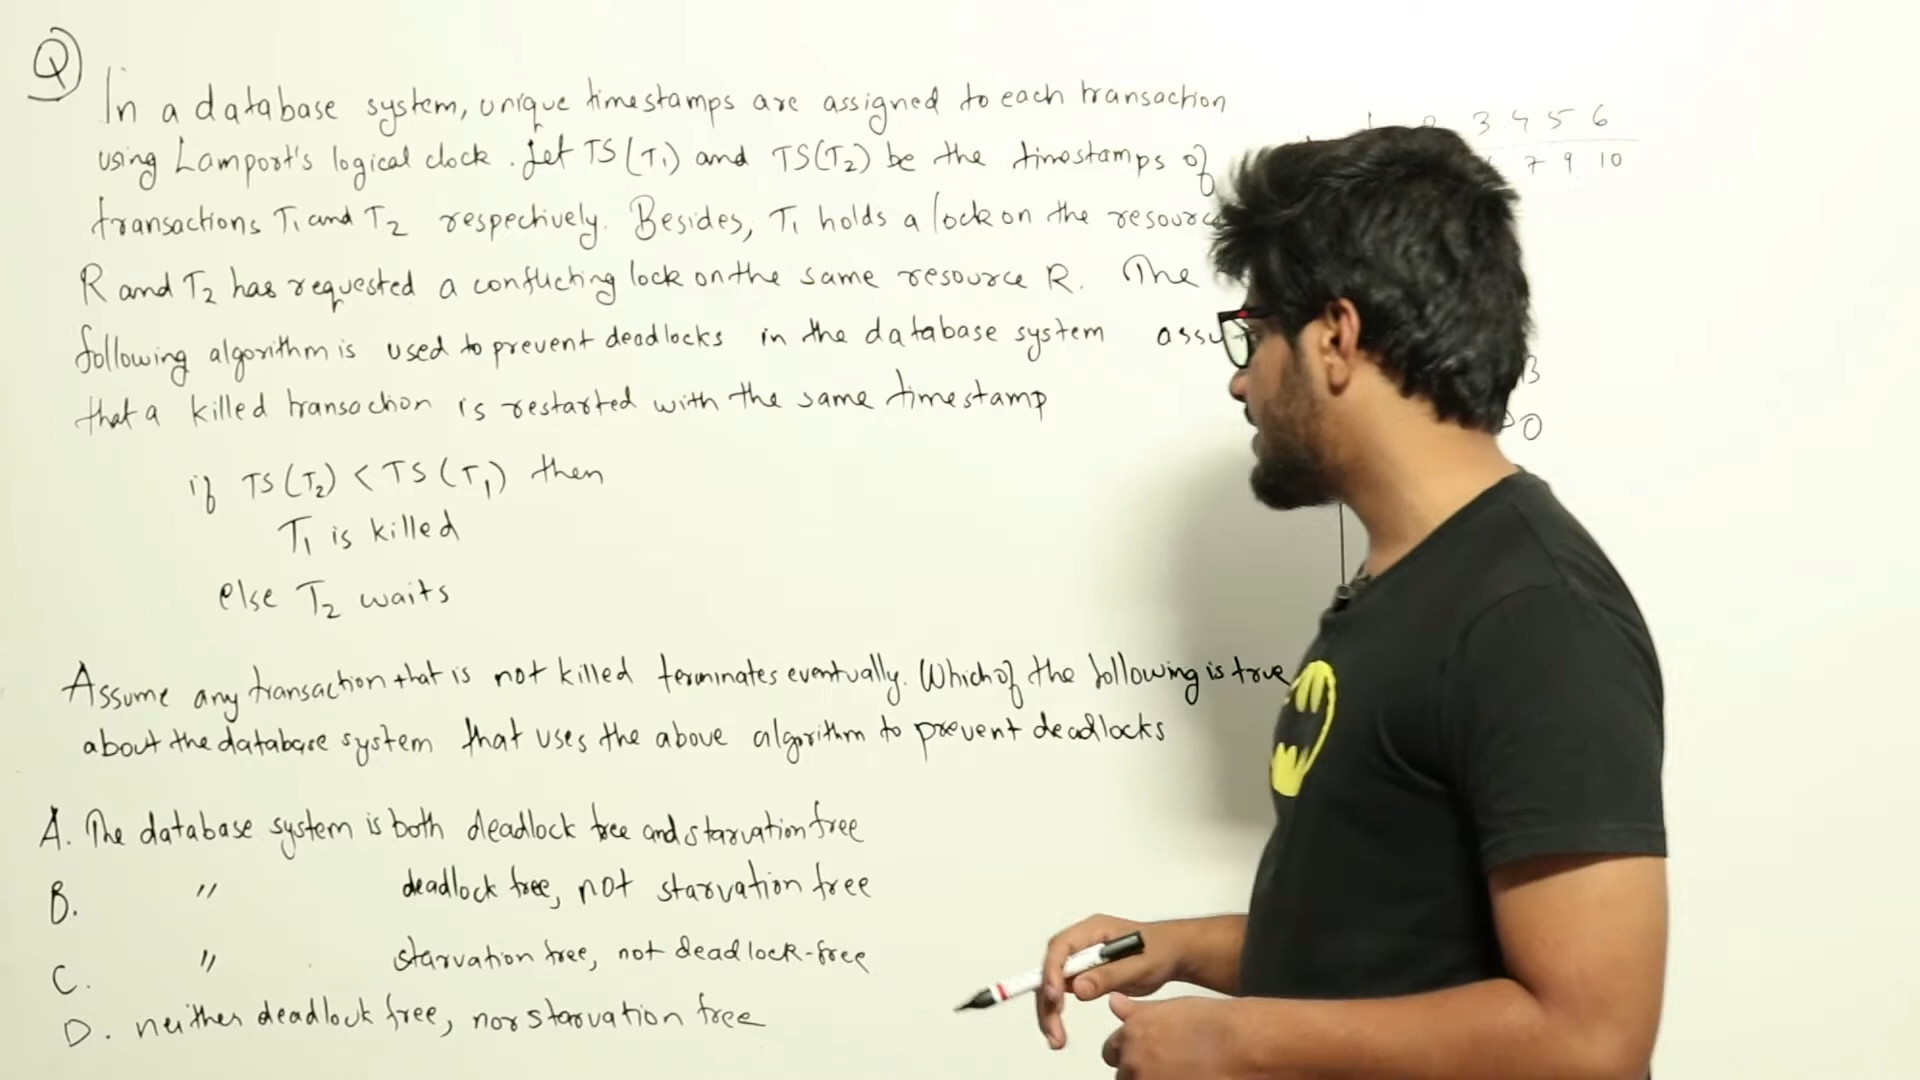 Q
In a database system, unique timestamps are assigned to each transaction
using Lamport's logical clock. Let TS(T1) and TS(T2) be the timestamps of
transactions T1 and T2 respectively. Besides, T1 holds a lock on the resource
R and T2 has requested a conflicting lock on the same resource R. The
following algorithm is used to prevent deadlocks in the database system
that a killed transaction is restarted with the same timestamp
if TS(T2) < TS(T1) then
T1 is killed
else T2 waits
Assume any transaction that is not killed terminates eventually. Which of the following is true
about the database system that uses the above algorithm to prevent deadlocks
A. The database system is both deadlock free and starvation free
B. " deadlock free, not starvation free
C. " starvation free, not deadlock-free
D. neither deadlock free, nor starvation free
3 4 5 6
7 9 10